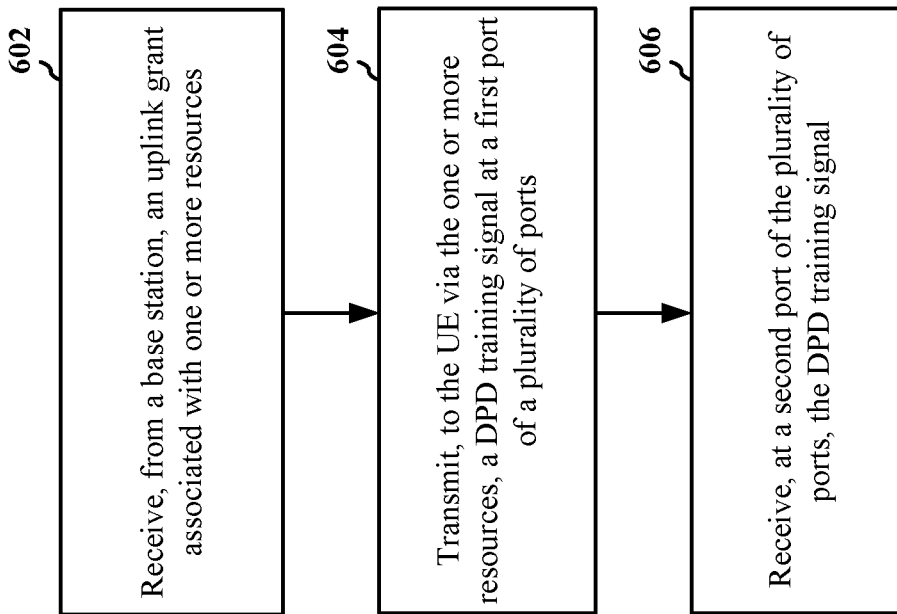 602
Receive, from a base station, an uplink grant
associated with one or more resources
604
Transmit, to the UE via the one or more
resources, a DPD training signal at a first port
of a plurality of ports
606
Receive, at a second port of the plurality of
ports, the DPD training signal